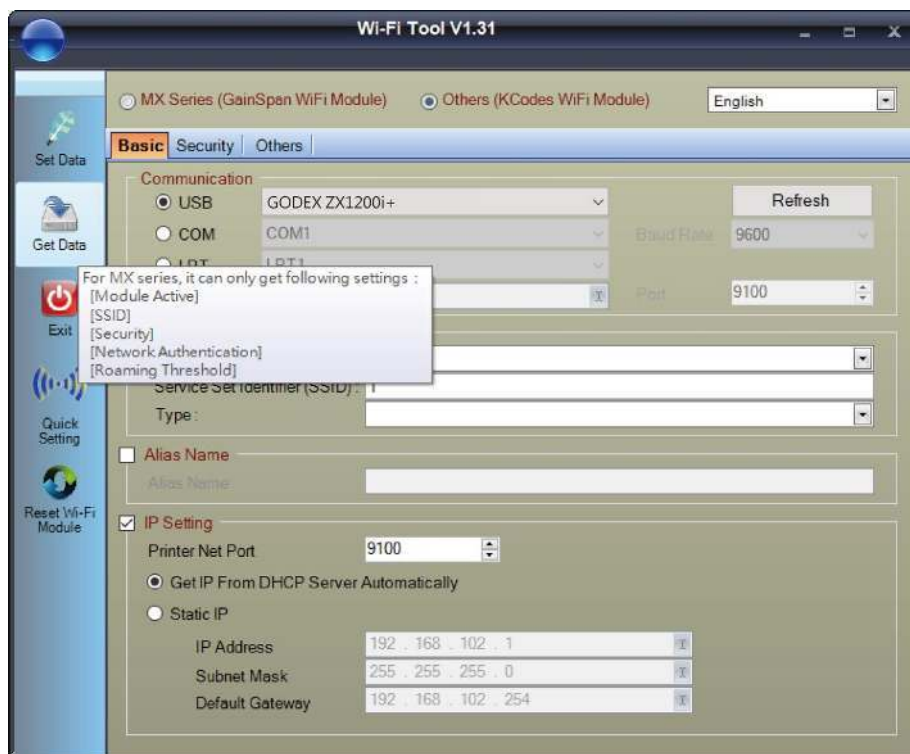 Wi-Fi Tool V1.31
MX Series (GainSpan WiFi Module) Others (KCodes WiFi Module) English
Set Data
Get Data
Exit
Quick
Setting
Reset Wi-Fi
Module
Basic Security Others
Communication
USB GODEX ZX1200i+ Refresh
COM COM1 Baud Rate 9600
LPT LPT1
Port 9100
For MX series, it can only get following settings :
[Module Active]
[SSID]
[Security]
[Network Authentication]
[Roaming Threshold]
Service Set Identifier (SSID) :
Type :
Alias Name
Alias Name
IP Setting
Printer Net Port 9100
Get IP From DHCP Server Automatically
Static IP
IP Address 192 . 168 . 102 . 1
Subnet Mask 255 . 255 . 255 . 0
Default Gateway 192 . 168 . 102 . 254